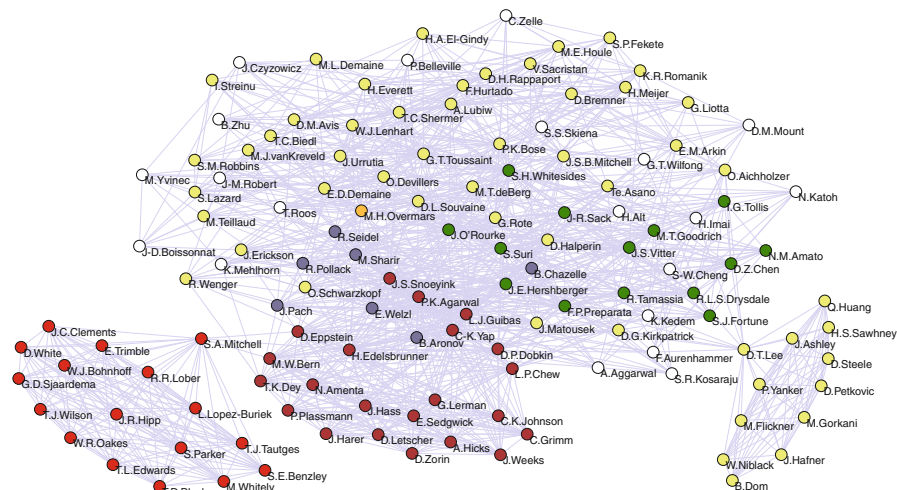 C.Zelle
H.A.El-Gindy
S.P.Fekete
M.E.Houle
J.Czyzowicz
M.L.Demaine
P.Belleville
V.Sacristan
K.R.Romanik
D.H.Rappaport
I.Streinu
H.Everett
F.Hurtado
H.Meijer
D.Bremner
G.Liotta
A.Lubiw
T.C.Shermer
B.Zhu
D.M.Avis
W.J.Lenhart
S.S.Skiena
D.M.Mount
T.C.Biedl
P.K.Bose
E.M.Arkin
M.J.vanKreveld
J.Urrutia
G.T.Toussaint
J.S.B.Mitchell
G.T.Wilfong
S.M.Robbins
S.H.Whitesides
O.Aichholzer
M.Yvinec
J-M.Robert
O.Devillers
E.D.Demaine
M.T.deBerg
Te.Asano
N.Katoh
S.Lazard
D.L.Souvaine
T.G.Tollis
T.Roos
M.H.Overmars
J-R.Sack
H.Alt
M.Teillaud
G.Rote
H.Imai
R.Seidel
J.O'Rourke
M.T.Goodrich
J-D.Boissonnat
D.Halperin
J.Erickson
M.Sharir
S.Suri
J.S.Vitter
N.M.Amato
K.Mehlhorn
R.Pollack
B.Chazelle
S-W.Cheng
D.Z.Chen
R.Wenger
J.S.Snoeyink
O.Schwarzkopf
J.E.Hershberger
R.Tamassia
R.L.S.Drysdale
P.K.Agarwal
Q.Huang
J.Pach
E.Welzl
F.P.Preparata
L.J.Guibas
K.Kedem
S.J.Fortune
J.C.Clements
J.Matousek
H.S.Sawhney
D.Eppstein
C-K.Yap
D.G.Kirkpatrick
S.A.Mitchell
B.Aronov
J.Ashley
D.White
E.Trimble
H.Edelsbrunner
D.P.Dobkin
F.Aurenhammer
D.T.Lee
M.W.Bern
D.Steele
W.J.Bohnhoff
L.P.Chew
A.Aggarwal
S.R.Kosaraju
R.R.Lober
G.D.Sjaardema
T.K.Dey
N.Amenta
P.Yanker
D.Petkovic
G.Lerman
T.J.Wilson
L.Lopez-Buriek
J.R.Hipp
P.Plassmann
J.Hass
E.Sedgwick
C.K.Johnson
M.Flickner
M.Gorkani
W.R.Oakes
J.Harer
D.Letscher
C.Grimm
T.J.Tautges
S.Parker
A.Hicks
D.Zorin
J.Weeks
J.Hafner
W.Niblack
T.L.Edwards
S.E.Benzley
M.Whitely
B.Dom